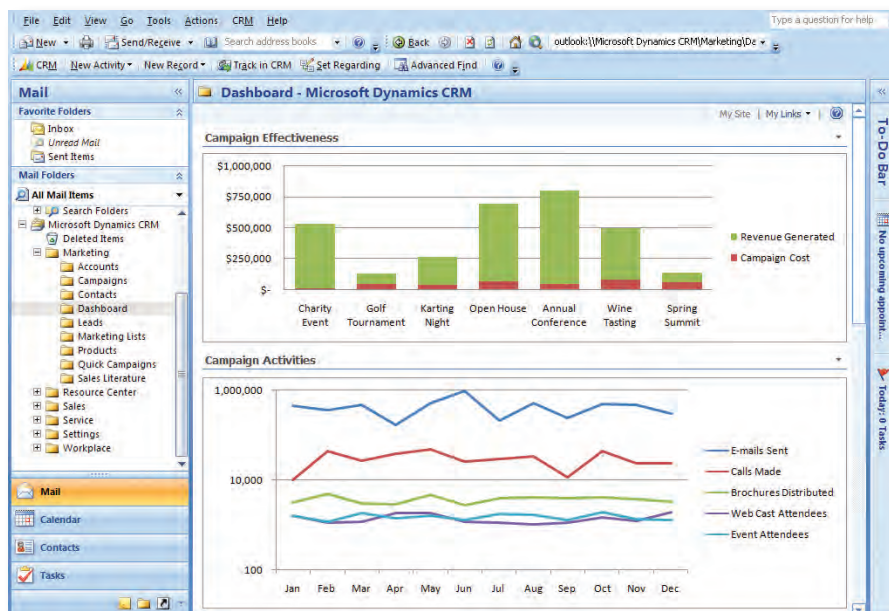 File Edit View Go Tools Actions CRM Help
Type a question for help
New Send/Receive Search address books Back outlook:\\Microsoft Dynamics CRM\Marketing\Da
CRM New Activity New Record Track in CRM Set Regarding Advanced Find
Mail
Favorite Folders
Inbox
Unread Mail
Sent Items
Mail Folders
All Mail Items
Search Folders
Microsoft Dynamics CRM
Deleted Items
Marketing
Accounts
Campaigns
Contacts
Dashboard
Leads
Marketing Lists
Products
Quick Campaigns
Sales Literature
Resource Center
Sales
Service
Settings
Workplace
Mail
Calendar
Contacts
Tasks
Dashboard - Microsoft Dynamics CRM
My Site | My Links
Campaign Effectiveness
$1,000,000
$750,000
$500,000
$250,000
$-
Charity Event
Golf Tournament
Karting Night
Open House
Annual Conference
Wine Tasting
Spring Summit
Revenue Generated
Campaign Cost
Campaign Activities
1,000,000
10,000
100
Jan Feb Mar Apr May Jun Jul Aug Sep Oct Nov Dec
E-mails Sent
Calls Made
Brochures Distributed
Web Cast Attendees
Event Attendees
To-Do Bar
No upcoming appoint...
Today: 0 Tasks